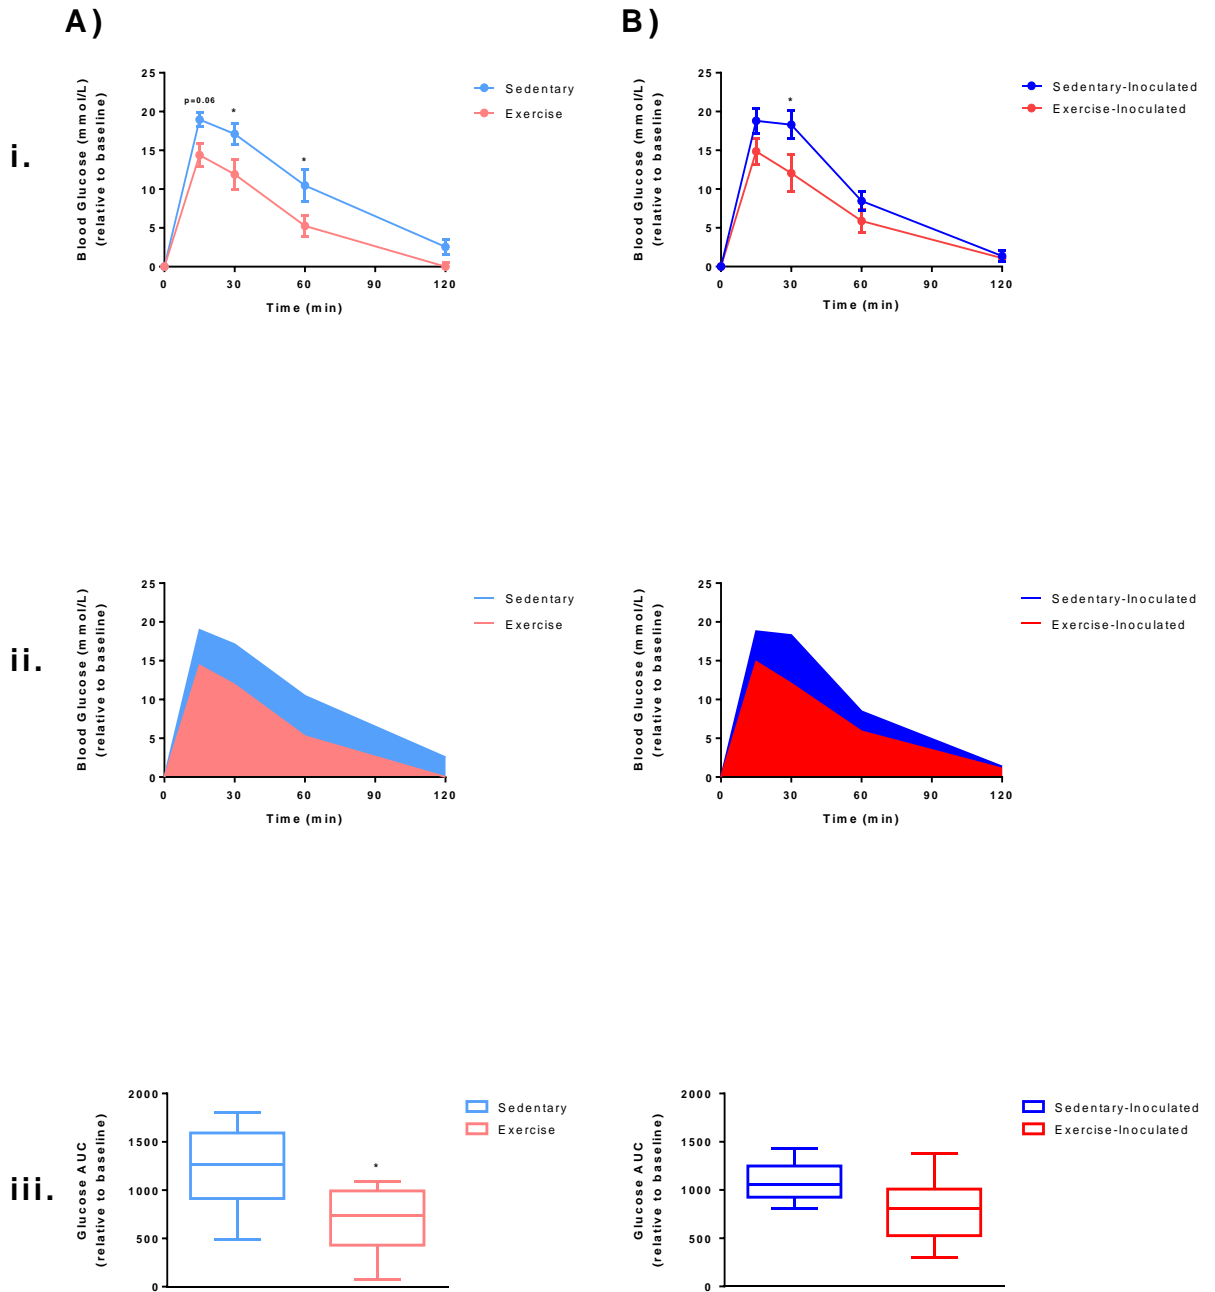 A)
B)
i.
Blood Glucose (mmol/L)
(relative to baseline)
25
20
15
10
5
0
p=0.06
*
*
0 30 60 90 120
Time (min)
Sedentary
Exercise
Blood Glucose (mmol/L)
(relative to baseline)
25
20
15
10
5
0
*
0 30 60 90 120
Time (min)
Sedentary-Inoculated
Exercise-Inoculated
ii.
Blood Glucose (mmol/L)
(relative to baseline)
25
20
15
10
5
0
0 30 60 90 120
Time (min)
Sedentary
Exercise
Blood Glucose (mmol/L)
(relative to baseline)
25
20
15
10
5
0
0 30 60 90 120
Time (min)
Sedentary-Inoculated
Exercise-Inoculated
iii.
Glucose AUC
(relative to baseline)
2000
1500
1000
500
0
*
Sedentary
Exercise
Glucose AUC
(relative to baseline)
2000
1500
1000
500
0
Sedentary-Inoculated
Exercise-Inoculated